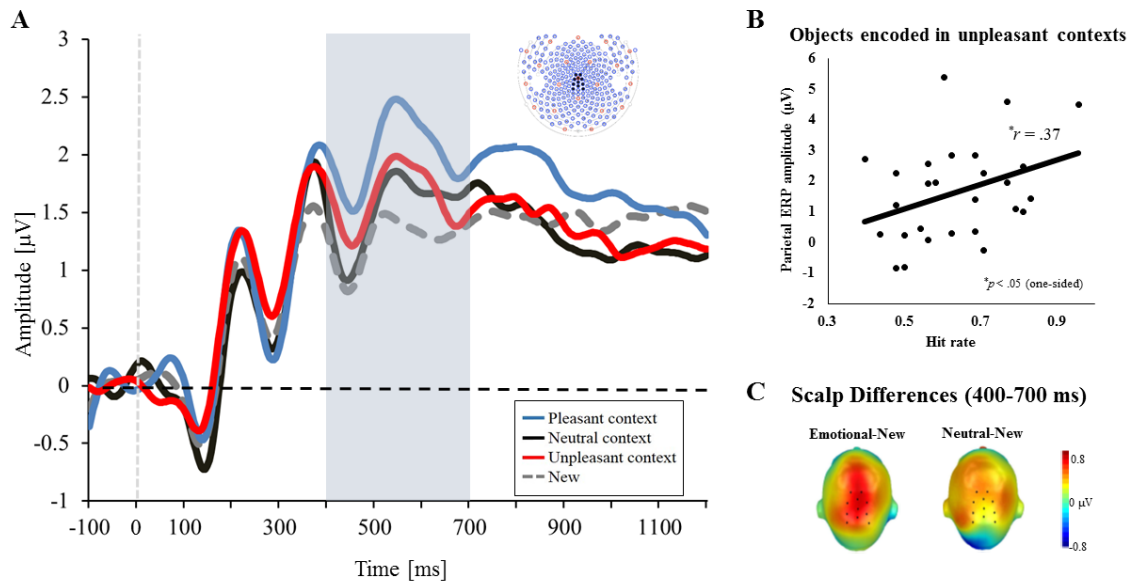 A
3
2.5
2
1.5
1
0.5
0
-0.5
-1
Amplitude [µV]
-100 0 100 300 500 700 900 1100
Time [ms]
Pleasant context
Neutral context
Unpleasant context
New
B
Objects encoded in unpleasant contexts
6
5
4
3
2
1
0
-1
-2
Parietal ERP amplitude (µV)
*r = .37
*p < .05 (one-sided)
0.3 0.5 0.7 0.9
Hit rate
C Scalp Differences (400-700 ms)
Emotional-New Neutral-New
0.8
0 µV
-0.8